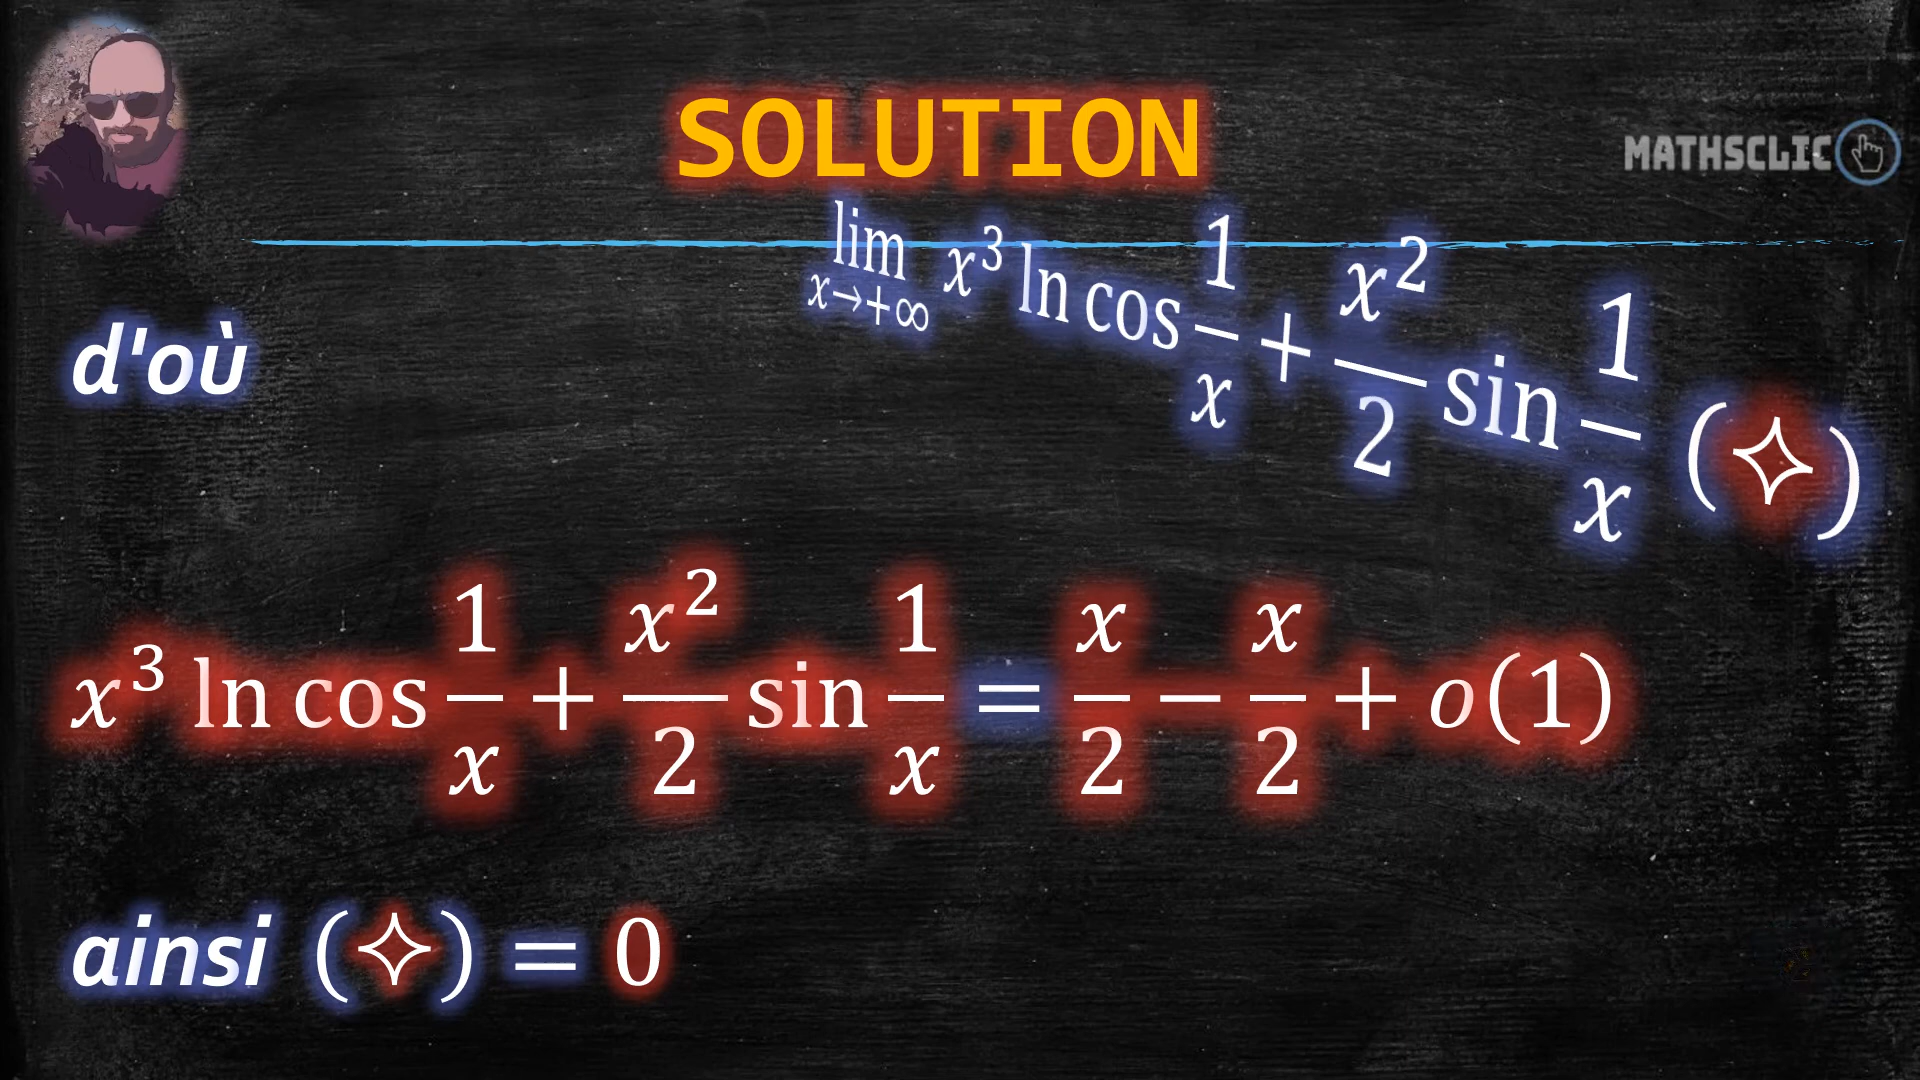 SOLUTION
MATHSCLIC
lim x→+∞ x³ ln cos 1/x + x²/2 sin 1/x (✧)
d'où
x³ ln cos 1/x + x²/2 sin 1/x = x/2 − x/2 + o(1)
ainsi (✧) = 0